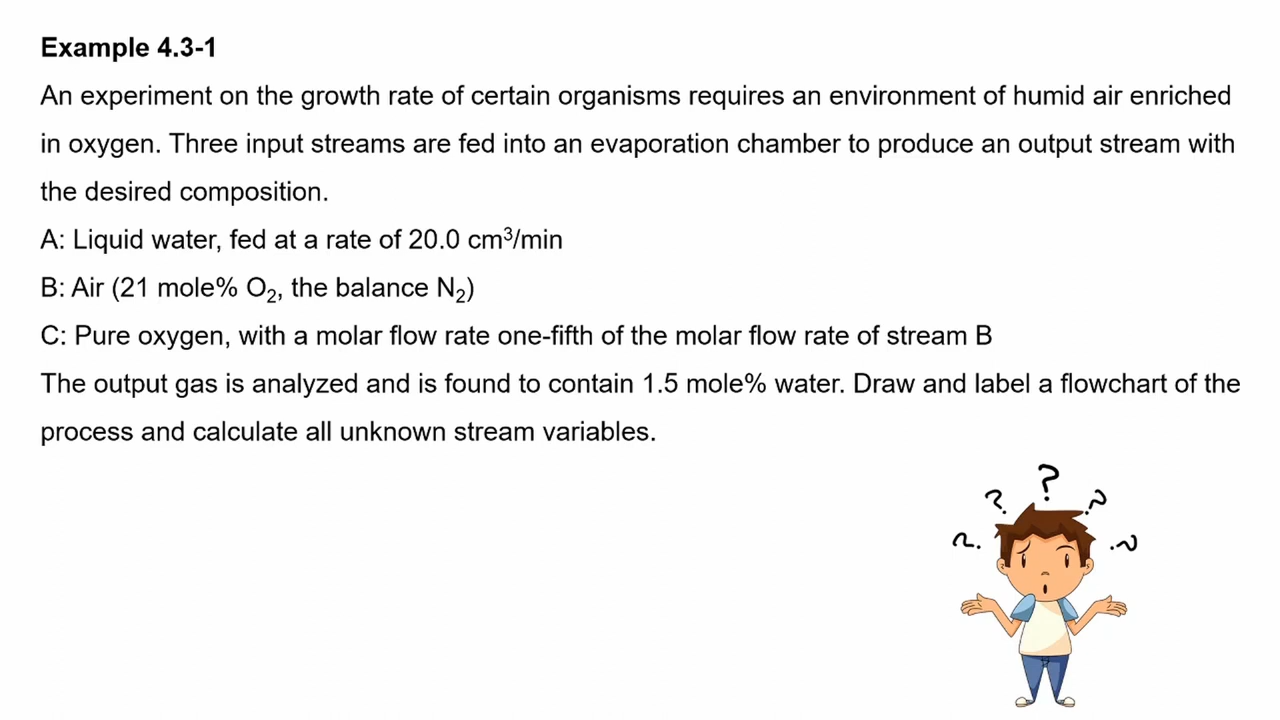 Example 4.3-1
An experiment on the growth rate of certain organisms requires an environment of humid air enriched
in oxygen. Three input streams are fed into an evaporation chamber to produce an output stream with
the desired composition.
A: Liquid water, fed at a rate of 20.0 cm³/min
B: Air (21 mole% O₂, the balance N₂)
C: Pure oxygen, with a molar flow rate one-fifth of the molar flow rate of stream B
The output gas is analyzed and is found to contain 1.5 mole% water. Draw and label a flowchart of the
process and calculate all unknown stream variables.
? ? ? ? ?